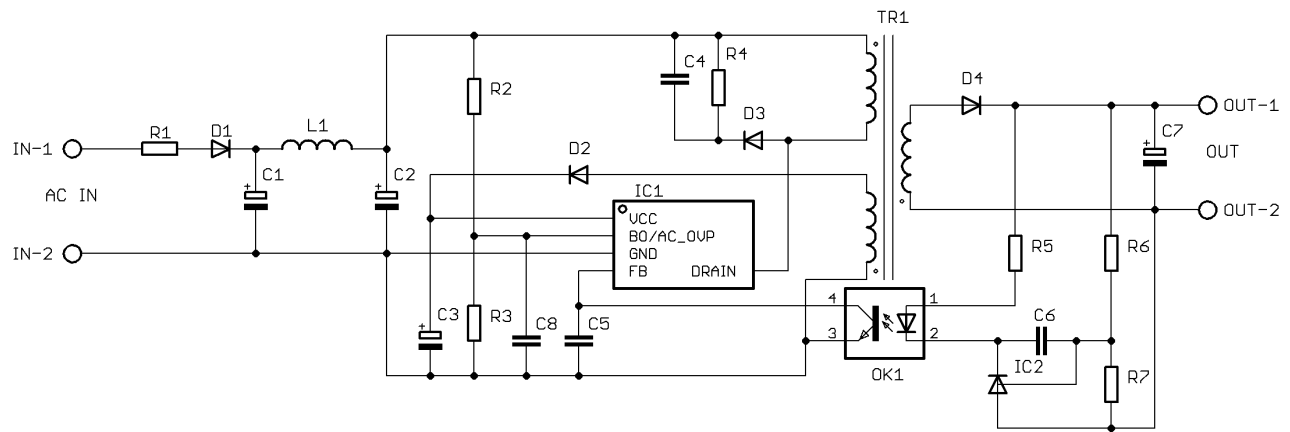 TR1
C4
R4
D4
R2
OUT-1
R1
D1
L1
D3
C7
IN-1
OUT
D2
AC IN
C1
C2
IC1
VCC
BO/AC_OVP
GND
FB
DRAIN
OUT-2
IN-2
R5
R6
4
1
C3
R3
C8
C5
3
2
C6
OK1
IC2
R7